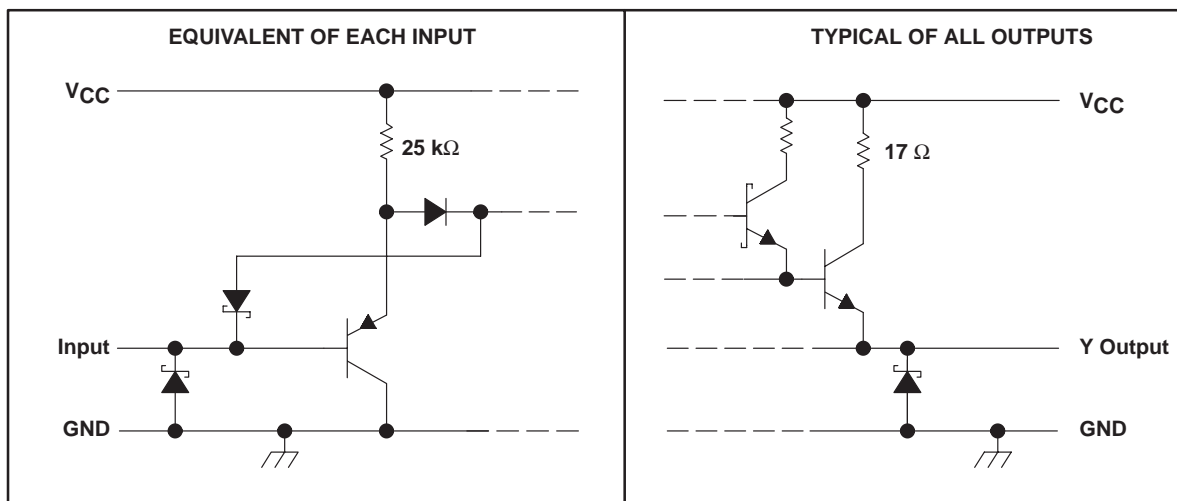 EQUIVALENT OF EACH INPUT
VCC
25 kΩ
Input
GND
TYPICAL OF ALL OUTPUTS
VCC
17 Ω
Y Output
GND